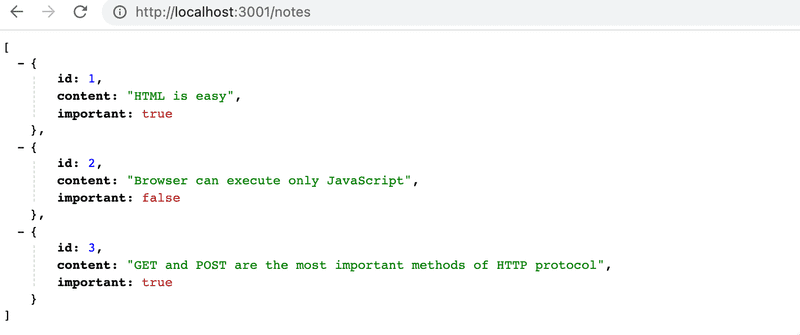 http://localhost:3001/notes
[
- {
id: 1,
content: "HTML is easy",
important: true
},
- {
id: 2,
content: "Browser can execute only JavaScript",
important: false
},
- {
id: 3,
content: "GET and POST are the most important methods of HTTP protocol",
important: true
}
]